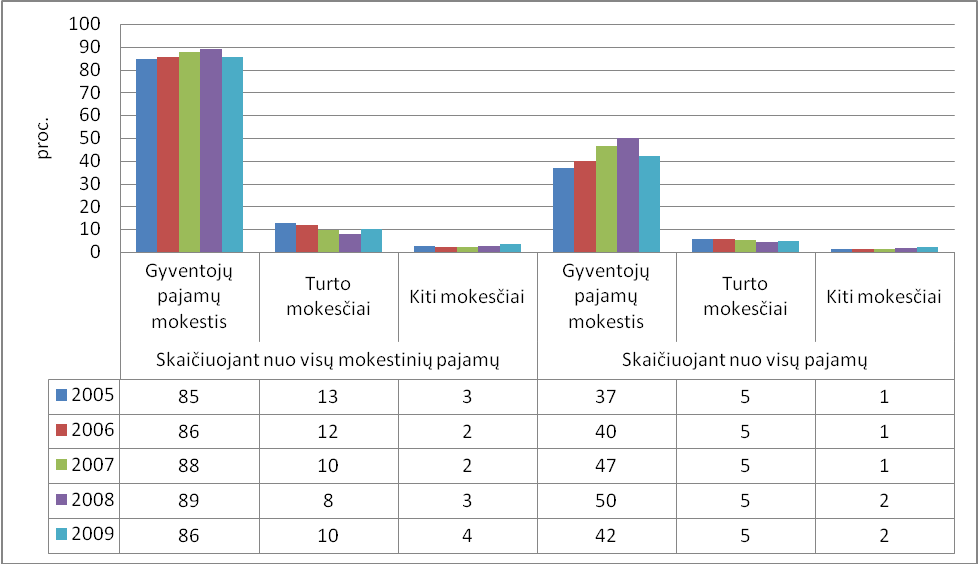 proc.
100
90
80
70
60
50
40
30
20
10
0
Gyventojų pajamų mokestis
Turto mokesčiai
Kiti mokesčiai
Gyventojų pajamų mokestis
Turto mokesčiai
Kiti mokesčiai
Skaičiuojant nuo visų mokestinių pajamų
Skaičiuojant nuo visų pajamų
2005 85 13 3 37 5 1
2006 86 12 2 40 5 1
2007 88 10 2 47 5 1
2008 89 8 3 50 5 2
2009 86 10 4 42 5 2